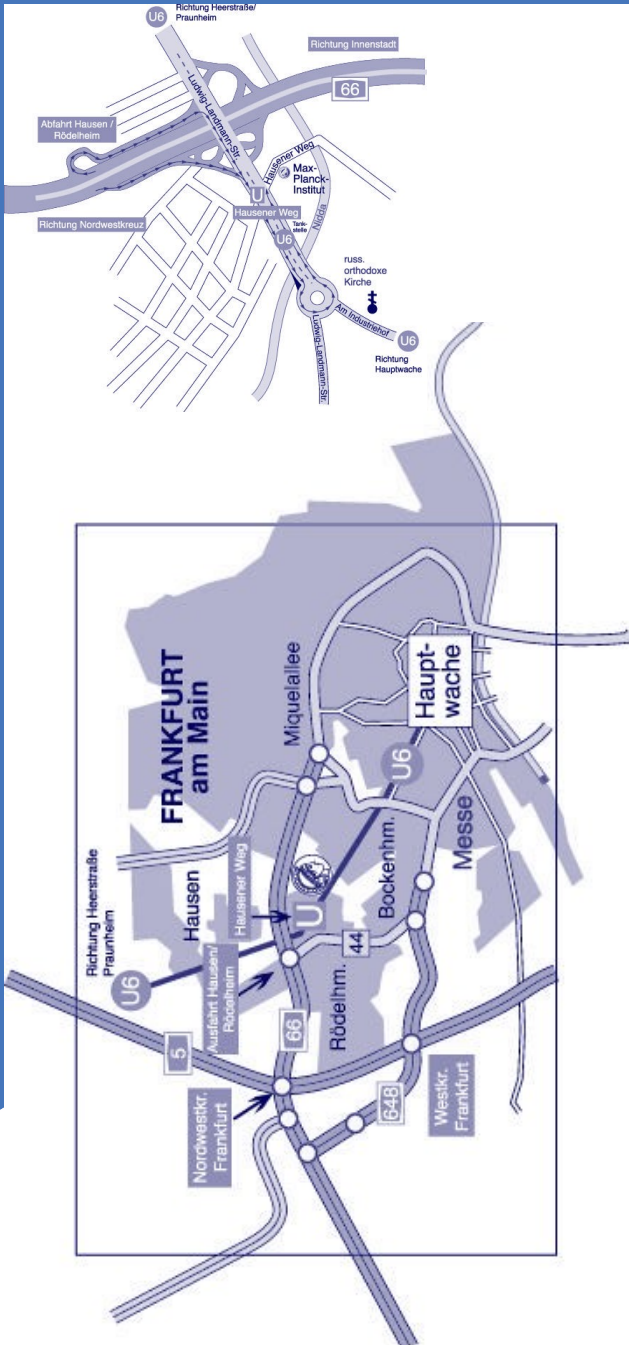 U6
Richtung Heerstraße/
Praunheim
Richtung Innenstadt
66
Ludwig-Landmann-Str.
Abfahrt Hausen /
Rödelheim
Hausener Weg
Max-
Planck-
Institut
U
Hausener Weg
Nidda
Richtung Nordwestkreuz
Tank-
stelle
U6
russ.
orthodoxe
Kirche
Am Industriehof
U6
Ludwig-Landmann-Str.
Richtung
Hauptwache
FRANKFURT
am Main
Miquelallee
Haupt-
wache
U6
Richtung Heerstraße
Praunheim
U6
Hausen
Hausener Weg
U
Bockenhm.
Messe
Ausfahrt Hausen/
Rödelheim
44
5
66
Rödelhm.
Nordwestkr.
Frankfurt
648
Westkr.
Frankfurt